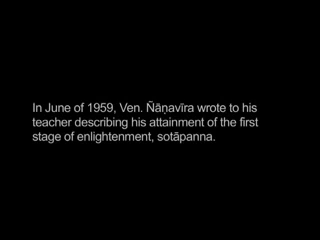 In June of 1959, Ven. Ñāṇavīra wrote to his
teacher describing his attainment of the first
stage of enlightenment, sotāpanna.